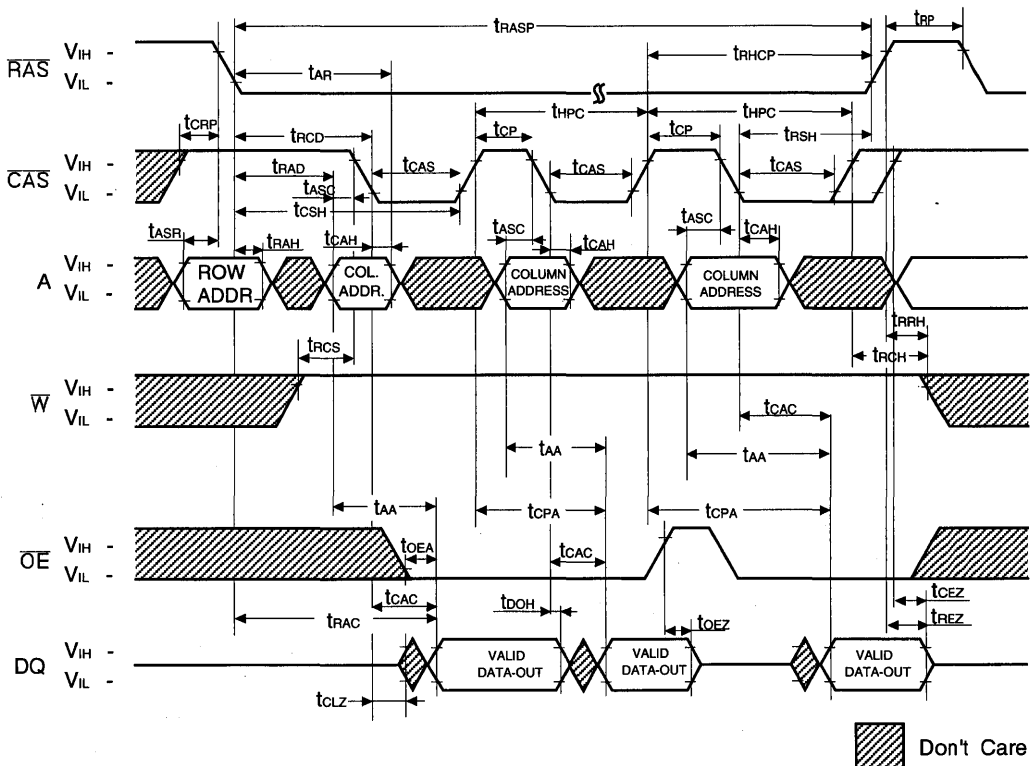 tRASP
tRP
RAS
VIH -
VIL -
tAR
tRHCP
tCRP
tRCD
tHPC
tHPC
tCP
tCP
tRSH
CAS
VIH -
VIL -
tRAD
tCAS
tCAS
tCAS
tASC
tCSH
tASR
tRAH
tCAH
tASC
tCAH
tASC
tCAH
A
VIH -
VIL -
ROW
ADDR
COL.
ADDR.
COLUMN
ADDRESS
COLUMN
ADDRESS
tRRH
tRCS
tRCH
W
VIH -
VIL -
tCAC
tAA
tAA
tAA
tCPA
tCPA
OE
VIH -
VIL -
tOEA
tCAC
tCAC
tDOH
tOEZ
tCEZ
tRAC
tREZ
DQ
VIH -
VIL -
VALID
DATA-OUT
VALID
DATA-OUT
VALID
DATA-OUT
tCLZ
Don't Care